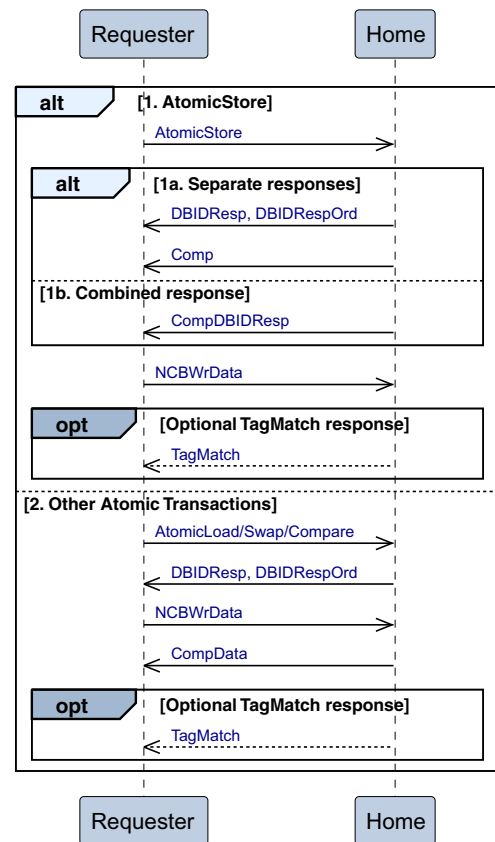 Requester Home
alt [1. AtomicStore]
AtomicStore
alt [1a. Separate responses]
DBIDResp, DBIDRespOrd
Comp
[1b. Combined response]
CompDBIDResp
NCBWrData
opt [Optional TagMatch response]
TagMatch
[2. Other Atomic Transactions]
AtomicLoad/Swap/Compare
DBIDResp, DBIDRespOrd
NCBWrData
CompData
opt [Optional TagMatch response]
TagMatch
Requester Home